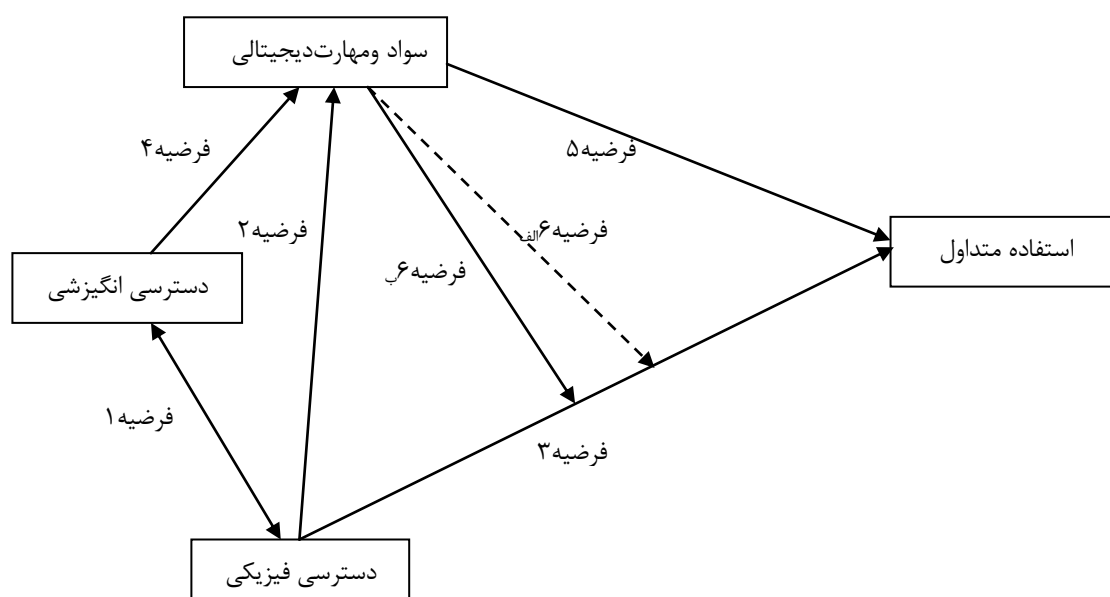 سواد ومهارت‌دیجیتالی
فرضیه۴
فرضیه۵
فرضیه۲
فرضیه۶الف
استفاده متداول
دسترسی انگیزشی
فرضیه۶ب
فرضیه۱
فرضیه۳
دسترسی فیزیکی